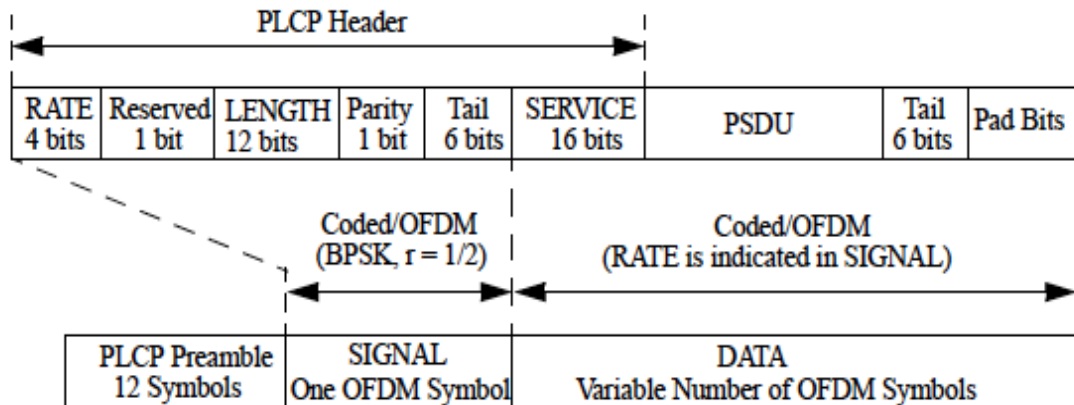 PLCP Header
RATE Reserved LENGTH Parity Tail SERVICE PSDU Tail Pad Bits
4 bits 1 bit 12 bits 1 bit 6 bits 16 bits 6 bits
Coded/OFDM Coded/OFDM
(BPSK, r = 1/2) (RATE is indicated in SIGNAL)
PLCP Preamble SIGNAL DATA
12 Symbols One OFDM Symbol Variable Number of OFDM Symbols